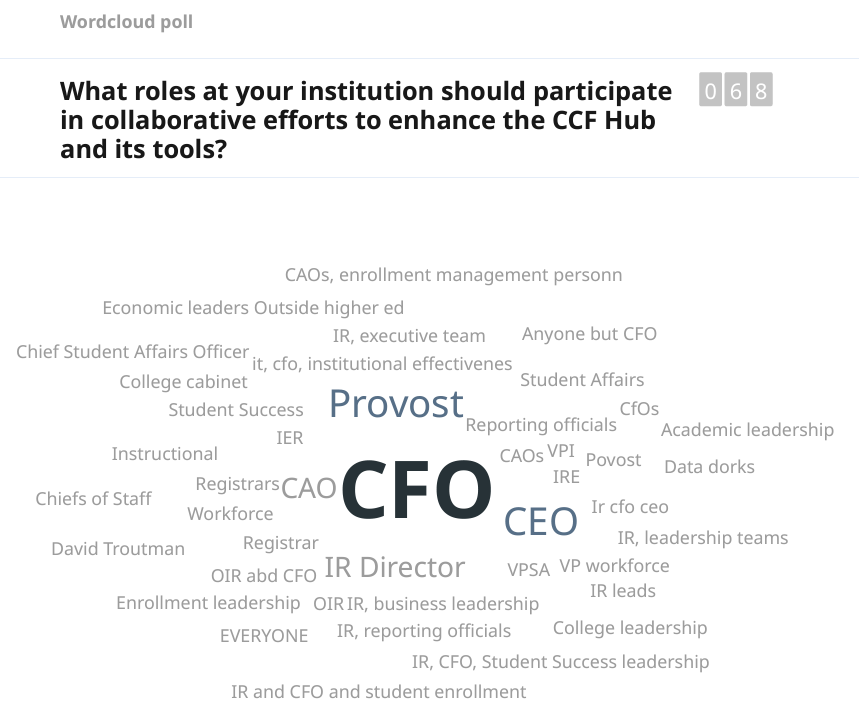 Wordcloud poll
What roles at your institution should participate
in collaborative efforts to enhance the CCF Hub
and its tools?
0 6 8
CAOs, enrollment management personn
Economic leaders Outside higher ed
IR, executive team
Anyone but CFO
Chief Student Affairs Officer
it, cfo, institutional effectivenes
College cabinet
Student Affairs
Student Success
Provost
CfOs
Reporting officials
Academic leadership
IER
Instructional
CAOs
VPI
Povost
Data dorks
IRE
Registrars
CAO
CFO
Chiefs of Staff
Workforce
CEO
Ir cfo ceo
David Troutman
Registrar
IR, leadership teams
OIR abd CFO
IR Director
VPSA
VP workforce
IR leads
Enrollment leadership
OIR
IR, business leadership
EVERYONE
IR, reporting officials
College leadership
IR, CFO, Student Success leadership
IR and CFO and student enrollment